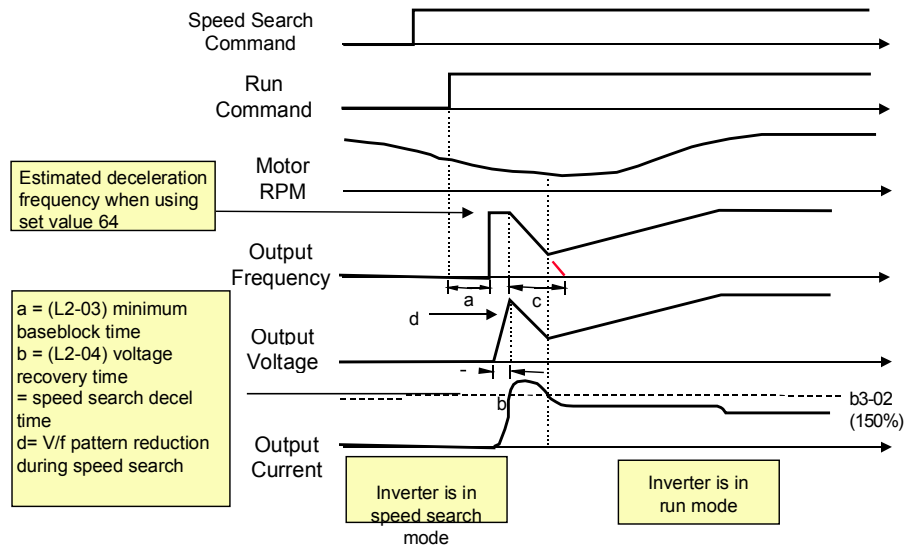 Speed Search
Command
Run
Command
Motor
RPM
Estimated deceleration
frequency when using
set value 64
Output
Frequency
a
c
a = (L2-03) minimum
baseblock time
b = (L2-04) voltage
recovery time
= speed search decel
time
d= V/f pattern reduction
during speed search
d
Output
Voltage
-
b
b3-02
(150%)
Output
Current
Inverter is in
speed search
mode
Inverter is in
run mode